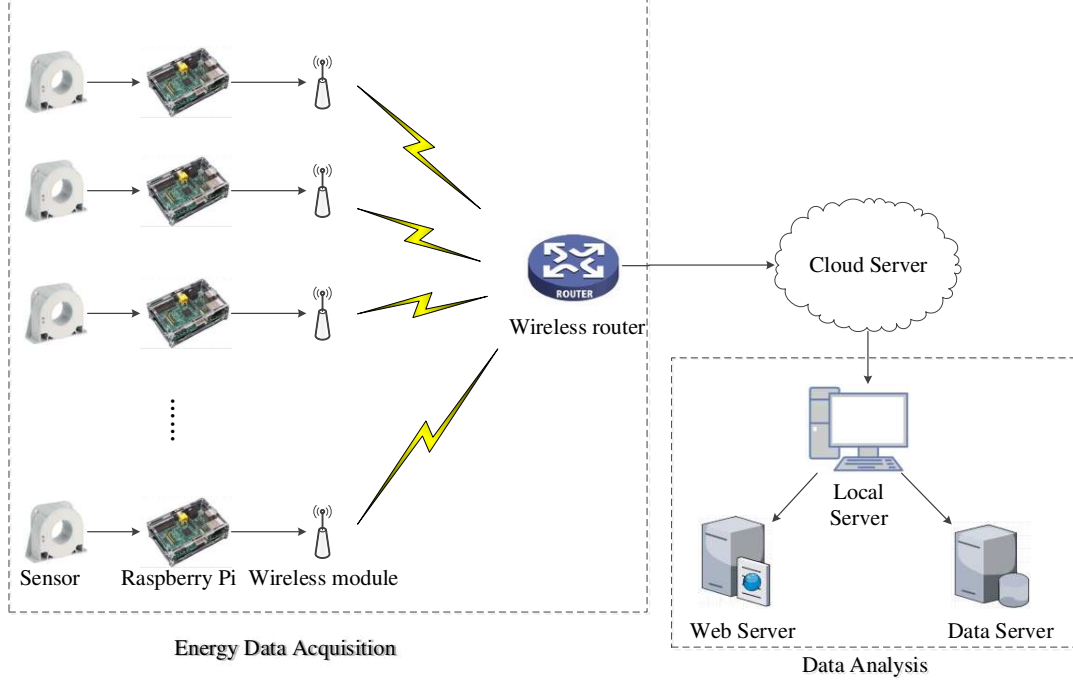 Cloud Server
ROUTER
Wireless router
Local
Server
Sensor
Raspberry Pi
Wireless module
Web Server
Data Server
Energy Data Acquisition
Data Analysis